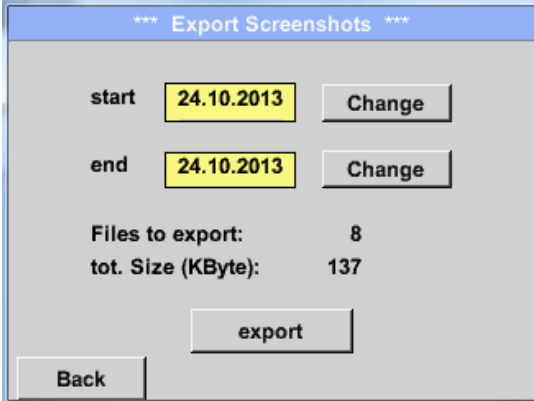 *** Export Screenshots ***
start 24.10.2013 Change
end 24.10.2013 Change
Files to export: 8
tot. Size (KByte): 137
export
Back